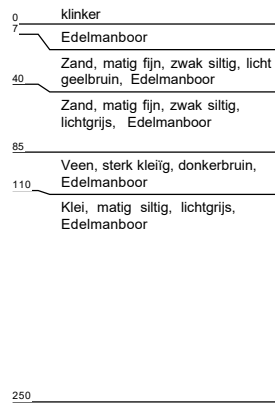 0 klinker
7
Edelmanboor
Zand, matig fijn, zwak siltig, licht
40 geelbruin, Edelmanboor
Zand, matig fijn, zwak siltig,
lichtgrijs, Edelmanboor
85
Veen, sterk kleiïg, donkerbruin,
110 Edelmanboor
Klei, matig siltig, lichtgrijs,
Edelmanboor
250